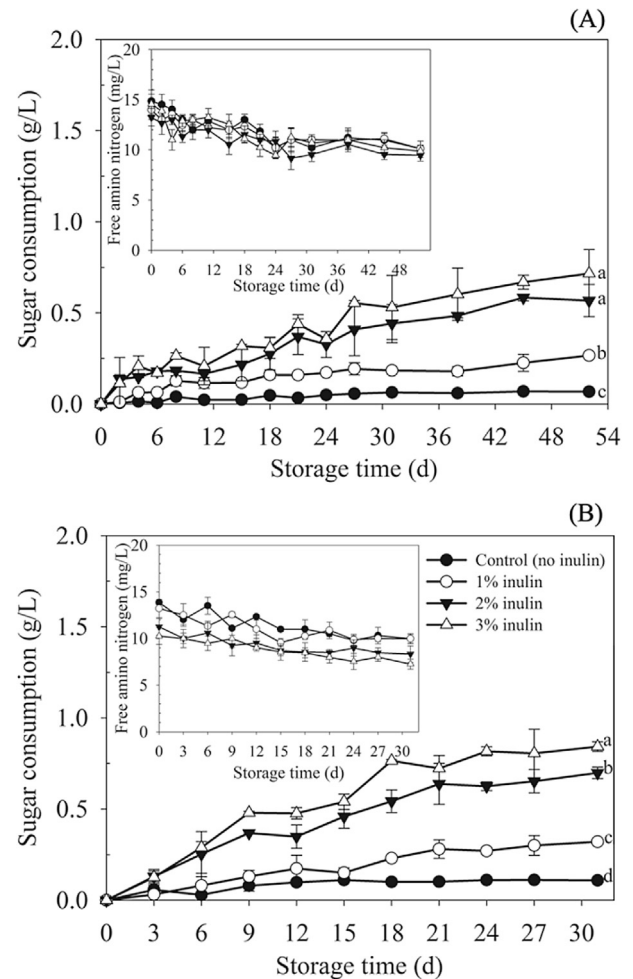 (A)
2.0
1.5
1.0
0.5
0.0
Sugar consumption (g/L)
0 6 12 18 24 30 36 42 48 54
Storage time (d)
20
15
10
5
0
Free amino nitrogen (mg/L)
0 6 12 18 24 30 36 42 48
Storage time (d)
a
a
b
c
(B)
2.0
1.5
1.0
0.5
0.0
Sugar consumption (g/L)
0 3 6 9 12 15 18 21 24 27 30
Storage time (d)
20
15
10
5
0
Free amino nitrogen (mg/L)
0 3 6 9 12 15 18 21 24 27 30
Storage time (d)
Control (no inulin)
1% inulin
2% inulin
3% inulin
a
b
c
d